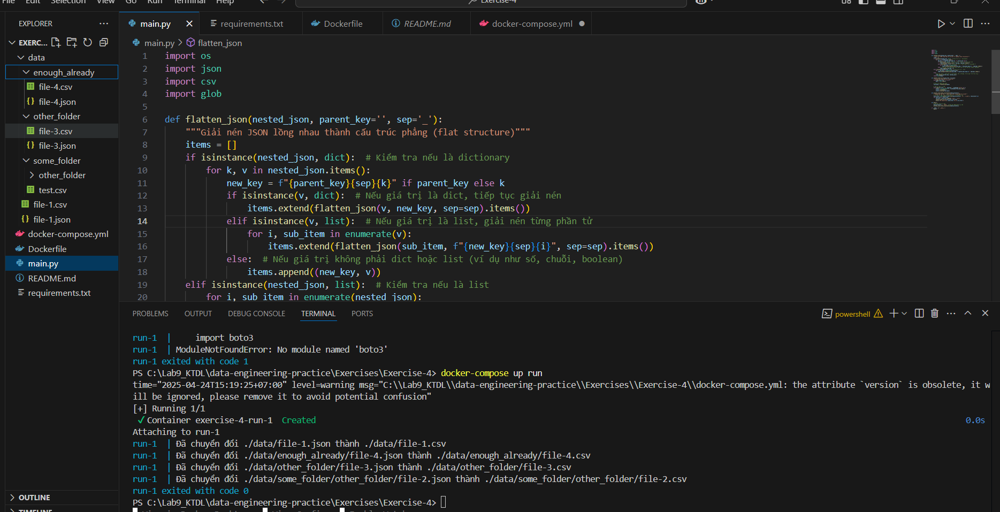 File Edit Selection View Go Run Terminal Help Exercise-4
EXPLORER
EXERC...
data
enough_already
file-4.csv
file-4.json
other_folder
file-3.csv
file-3.json
some_folder
other_folder
test.csv
file-1.csv
file-1.json
docker-compose.yml
Dockerfile
main.py
README.md
requirements.txt
OUTLINE
TIMELINE
main.py requirements.txt Dockerfile README.md docker-compose.yml
main.py > flatten_json
1 import os
2 import json
3 import csv
4 import glob
5
6 def flatten_json(nested_json, parent_key='', sep='_'):
7 """Giải nén JSON lồng nhau thành cấu trúc phẳng (flat structure)"""
8 items = []
9 if isinstance(nested_json, dict):  # Kiểm tra nếu là dictionary
10 for k, v in nested_json.items():
11 new_key = f"{parent_key}{sep}{k}" if parent_key else k
12 if isinstance(v, dict):  # Nếu giá trị là dict, tiếp tục giải nén
13 items.extend(flatten_json(v, new_key, sep=sep).items())
14 elif isinstance(v, list):  # Nếu giá trị là list, giải nén từng phần tử
15 for i, sub_item in enumerate(v):
16 items.extend(flatten_json(sub_item, f"{new_key}{sep}{i}", sep=sep).items())
17 else:  # Nếu giá trị không phải dict hoặc list (ví dụ như số, chuỗi, boolean)
18 items.append((new_key, v))
19 elif isinstance(nested_json, list):  # Kiểm tra nếu là list
20 for i, sub_item in enumerate(nested_json):
PROBLEMS OUTPUT DEBUG CONSOLE TERMINAL PORTS
powershell
run-1  |     import boto3
run-1  | ModuleNotFoundError: No module named 'boto3'
run-1 exited with code 1
PS C:\Lab9_KTDL\data-engineering-practice\Exercises\Exercise-4> docker-compose up run
time="2025-04-24T15:19:25+07:00" level=warning msg="C:\\Lab9_KTDL\\data-engineering-practice\\Exercises\\Exercise-4\\docker-compose.yml: the attribute `version` is obsolete, it w
ill be ignored, please remove it to avoid potential confusion"
[+] Running 1/1
✔ Container exercise-4-run-1  Created 0.0s
Attaching to run-1
run-1  | Đã chuyển đổi ./data/file-1.json thành ./data/file-1.csv
run-1  | Đã chuyển đổi ./data/enough_already/file-4.json thành ./data/enough_already/file-4.csv
run-1  | Đã chuyển đổi ./data/other_folder/file-3.json thành ./data/other_folder/file-3.csv
run-1  | Đã chuyển đổi ./data/some_folder/other_folder/file-2.json thành ./data/some_folder/other_folder/file-2.csv
run-1 exited with code 0
PS C:\Lab9_KTDL\data-engineering-practice\Exercises\Exercise-4>